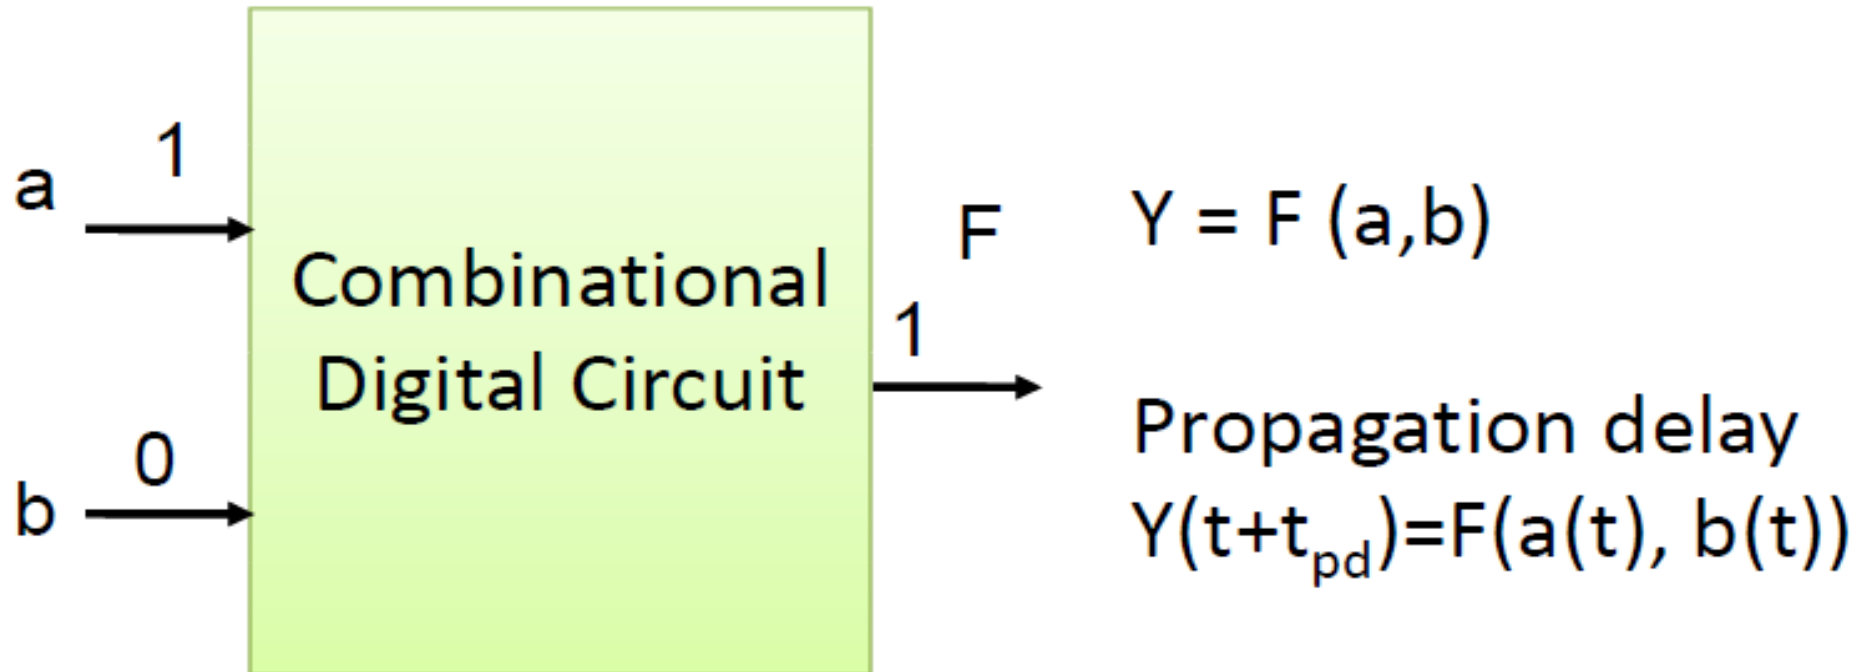 a
1
b
0
Combinational
Digital Circuit
F
1
Y = F (a,b)
Propagation delay
Y(t+tpd)=F(a(t), b(t))